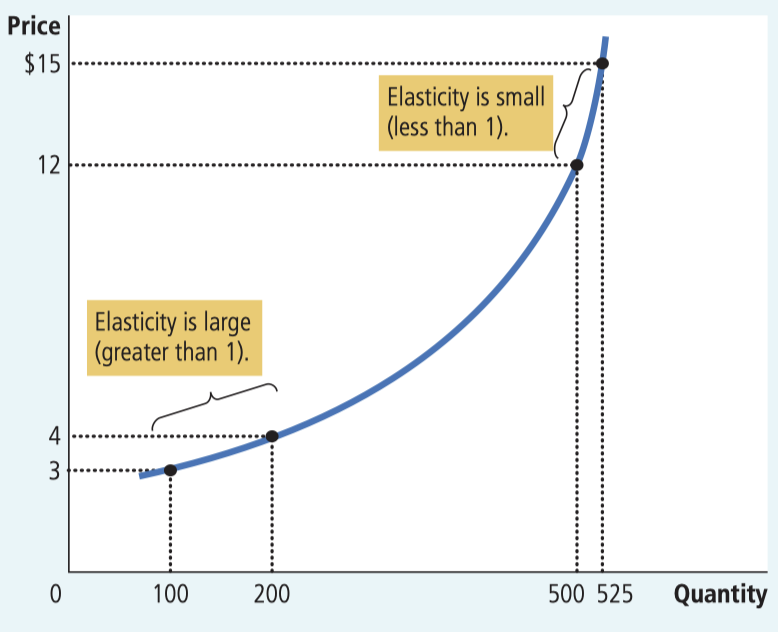 Price
$15
Elasticity is small
(less than 1).
12
Elasticity is large
(greater than 1).
4
3
0
100
200
500
525
Quantity